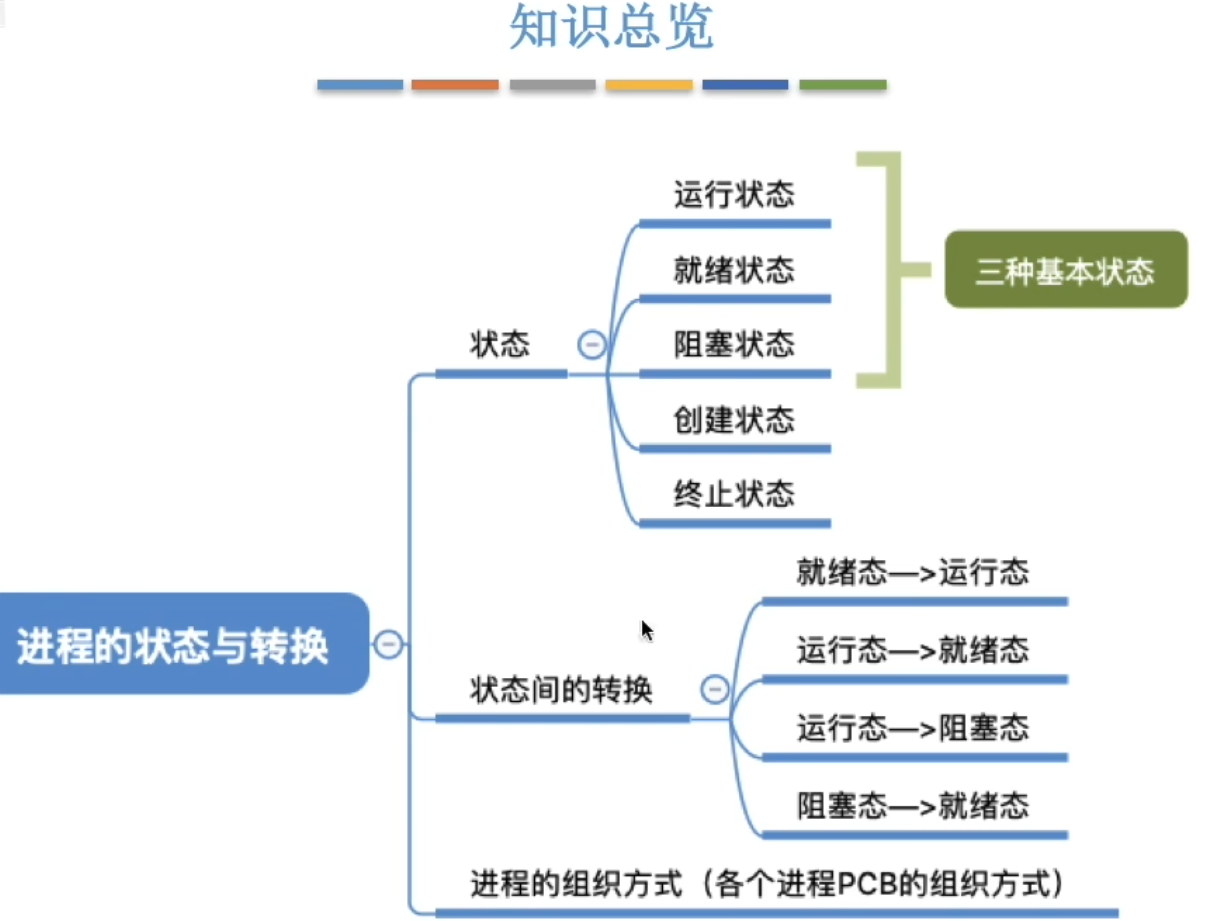 知识总览
运行状态
就绪状态
三种基本状态
状态
阻塞状态
创建状态
终止状态
就绪态—>运行态
进程的状态与转换
运行态—>就绪态
状态间的转换
运行态—>阻塞态
阻塞态—>就绪态
进程的组织方式（各个进程PCB的组织方式）